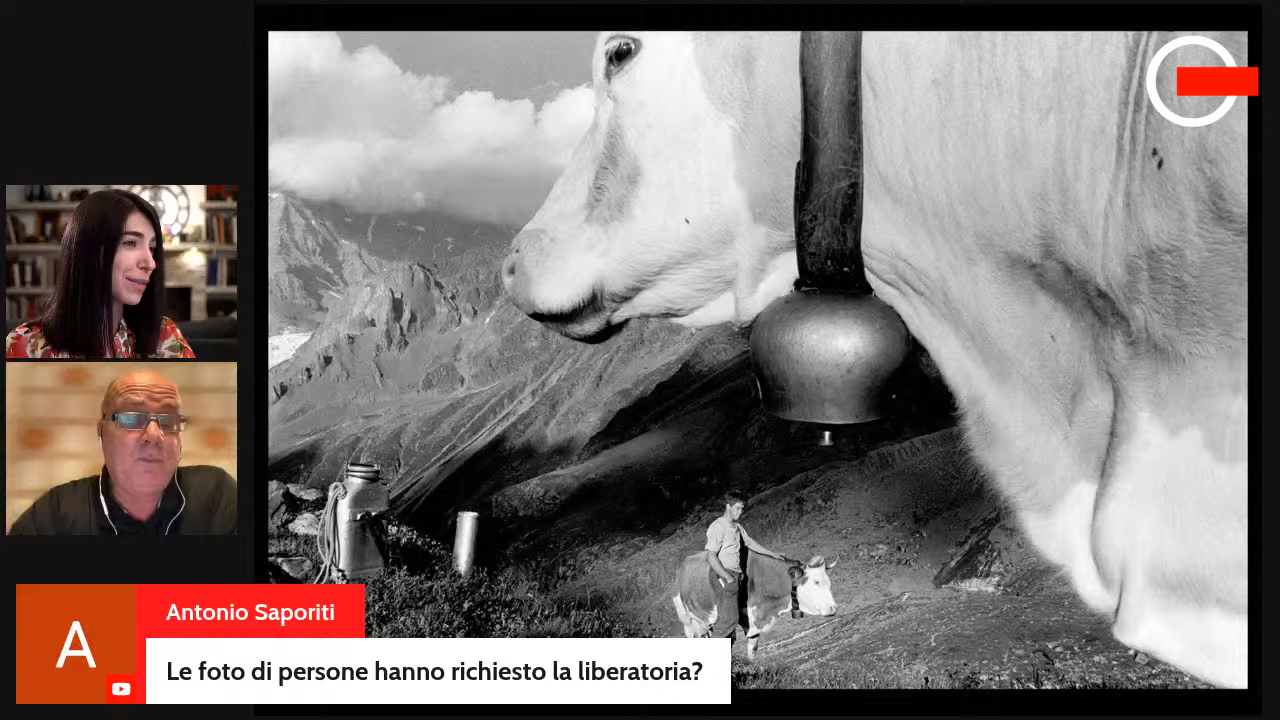 A
Antonio Saporiti
Le foto di persone hanno richiesto la liberatoria?